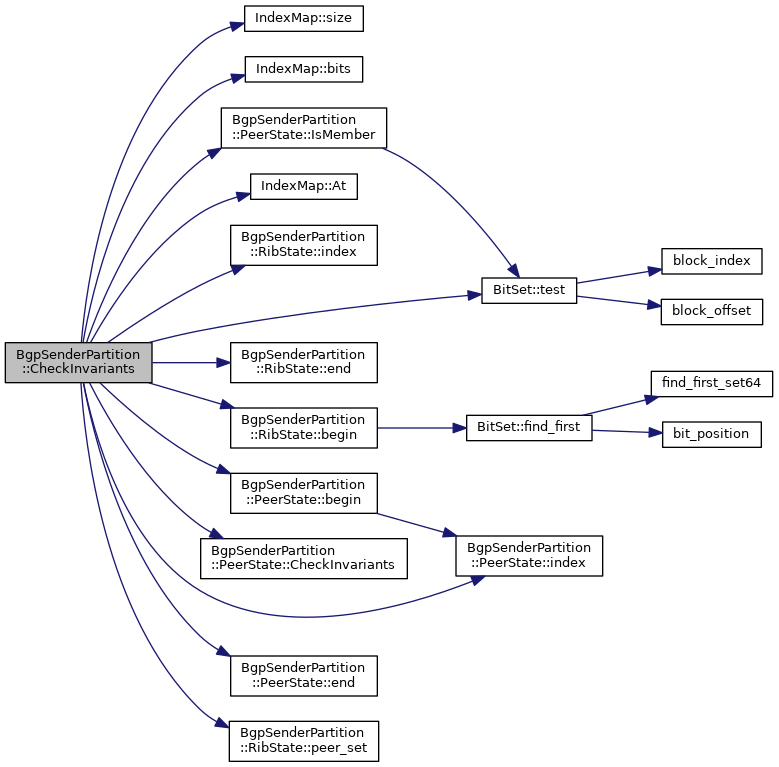 IndexMap::size
IndexMap::bits
BgpSenderPartition
::PeerState::IsMember
IndexMap::At
BgpSenderPartition
::RibState::index
block_index
BitSet::test
block_offset
BgpSenderPartition
::CheckInvariants
BgpSenderPartition
::RibState::end
find_first_set64
BgpSenderPartition
::RibState::begin
BitSet::find_first
bit_position
BgpSenderPartition
::PeerState::begin
BgpSenderPartition
::PeerState::CheckInvariants
BgpSenderPartition
::PeerState::index
BgpSenderPartition
::PeerState::end
BgpSenderPartition
::RibState::peer_set